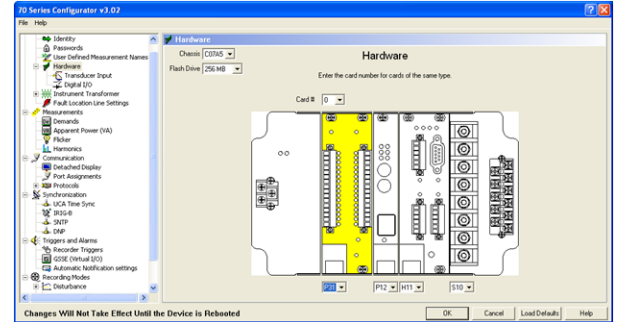 70 Series Configurator v3.02
File Help
Identity
Passwords
User Defined Measurement Names
Hardware
Transducer Input
Digital I/O
Instrument Transformer
Fault Location Line Settings
Measurements
Demands
Apparent Power (VA)
Flicker
Harmonics
Communication
Detached Display
Port Assignments
Protocols
Synchronization
UCA Time Sync
IRIG-B
SNTP
DNP
Triggers and Alarms
Recorder Triggers
GSSE (Virtual I/O)
Automatic Notification settings
Recording Modes
Disturbance
Hardware
Chassis C07A5
Flash Drive 256 MB
Hardware
Enter the card number for cards of the same type.
Card # 0
P31 P12 H11 S10
Changes Will Not Take Effect Until the Device is Rebooted
OK Cancel Load Defaults Help